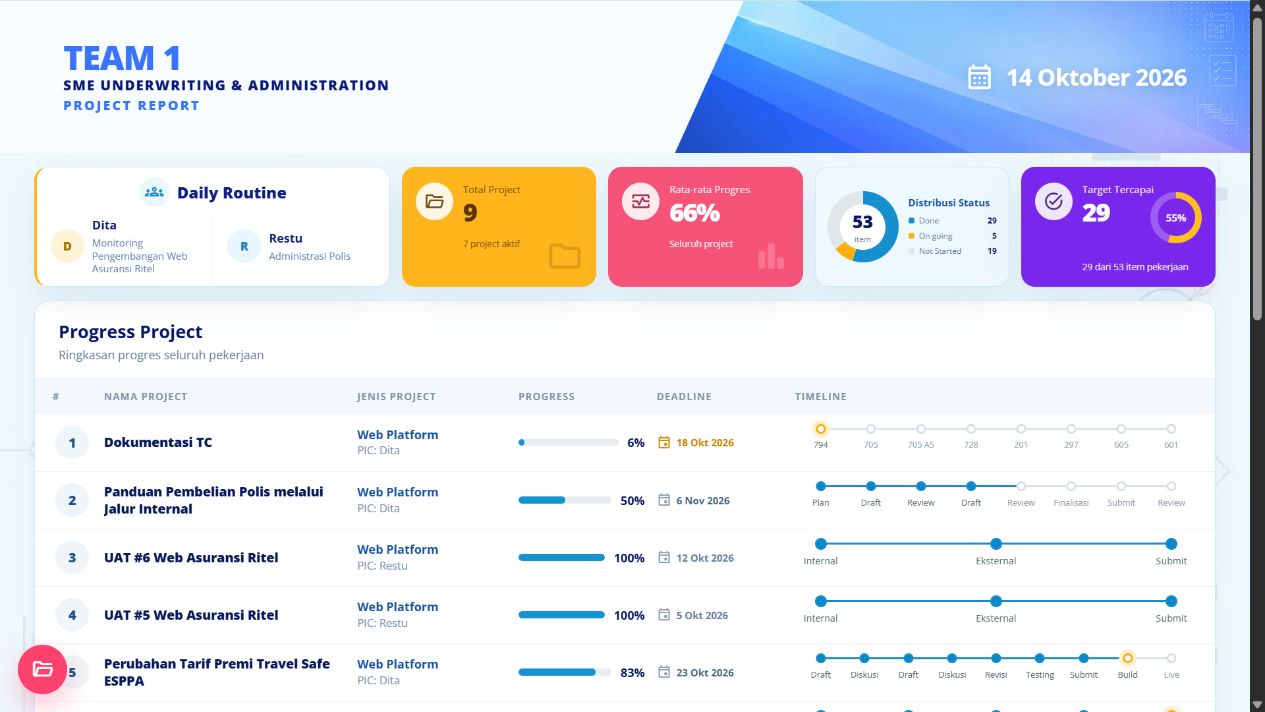 TEAM 1
SME UNDERWRITING & ADMINISTRATION
PROJECT REPORT
14 Oktober 2026
Daily Routine
D
Dita
Monitoring
Pengembangan Web
Asuransi Ritel
R
Restu
Administrasi Polis
Total Project
9
7 project aktif
Rata-rata Progres
66%
Seluruh project
53
item
Distribusi Status
Done 29
On going 5
Not Started 19
Target Tercapai
29
55%
29 dari 53 item pekerjaan
Progress Project
Ringkasan progres seluruh pekerjaan
# NAMA PROJECT JENIS PROJECT PROGRESS DEADLINE TIMELINE
1 Dokumentasi TC
Web Platform
PIC: Dita
6% 18 Okt 2026
794 705 705 AS 728 201 297 605 601
2 Panduan Pembelian Polis melalui
Jalur Internal
Web Platform
PIC: Dita
50% 6 Nov 2026
Plan Draft Review Draft Review Finalisasi Submit Review
3 UAT #6 Web Asuransi Ritel
Web Platform
PIC: Restu
100% 12 Okt 2026
Internal Eksternal Submit
4 UAT #5 Web Asuransi Ritel
Web Platform
PIC: Restu
100% 5 Okt 2026
Internal Eksternal Submit
5 Perubahan Tarif Premi Travel Safe
ESPPA
Web Platform
PIC: Dita
83% 23 Okt 2026
Draft Diskusi Draft Diskusi Revisi Testing Submit Build Live